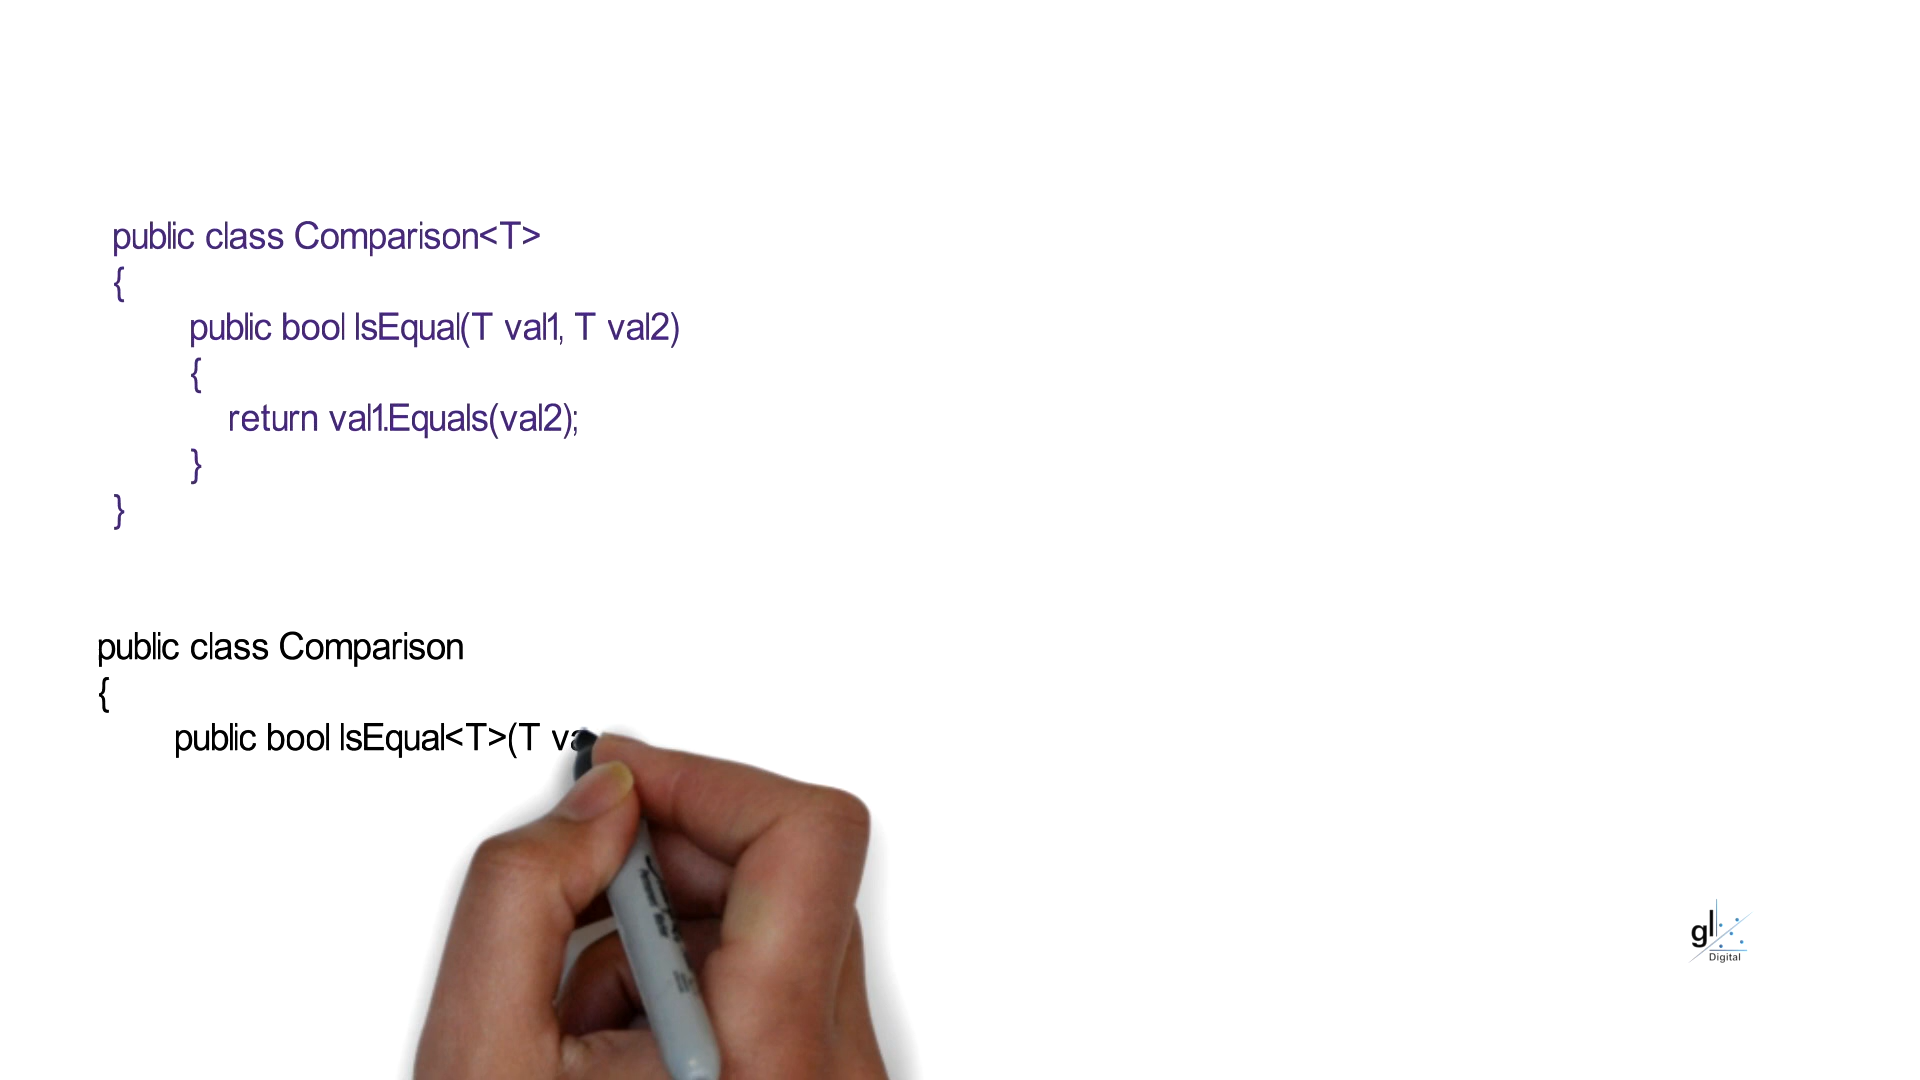 public class Comparison<T>
{
public bool IsEqual(T val1, T val2)
{
return val1.Equals(val2);
}
}
public class Comparison
{
public bool IsEqual<T>(T va
gl
Digital